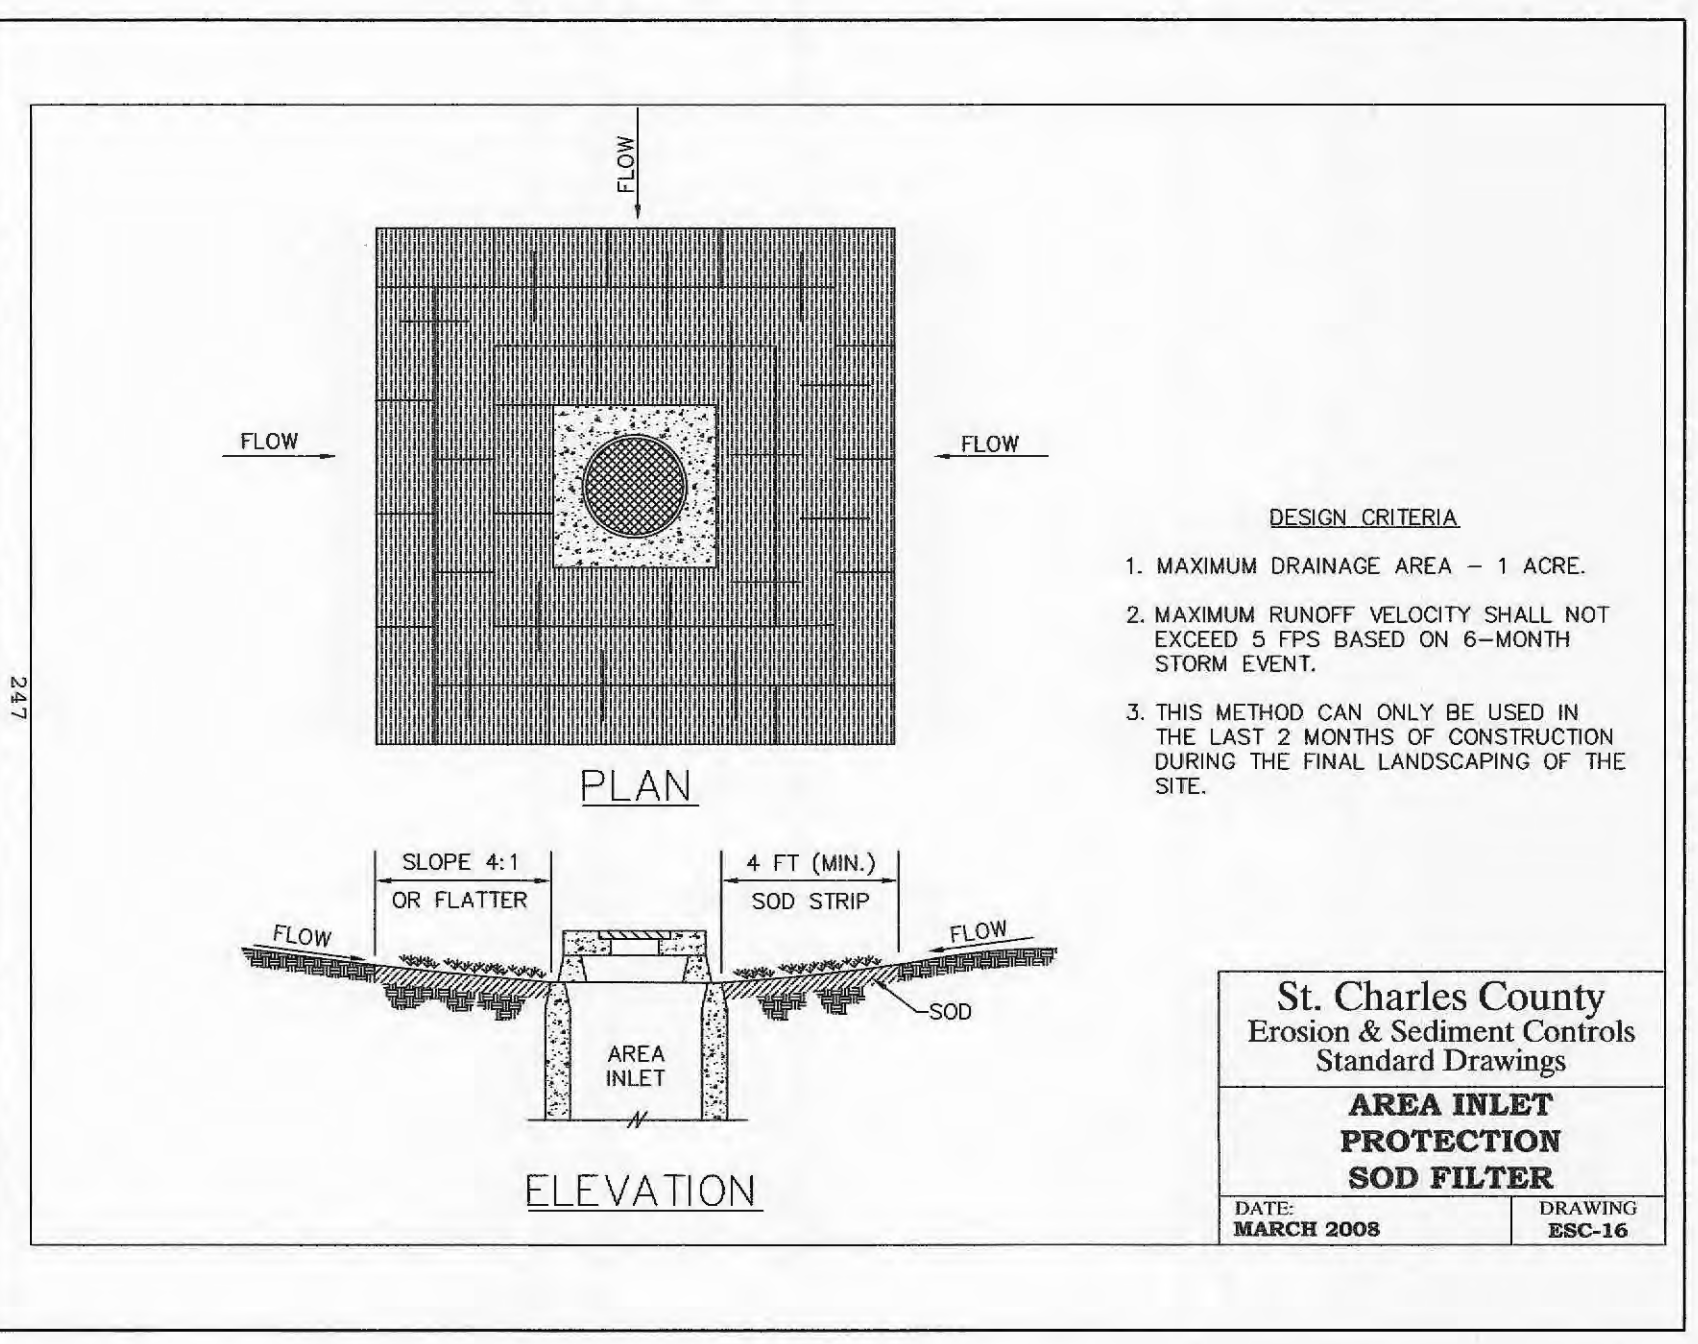 FLOW
FLOW
FLOW
PLAN
DESIGN CRITERIA
1. MAXIMUM DRAINAGE AREA – 1 ACRE.
2. MAXIMUM RUNOFF VELOCITY SHALL NOT
EXCEED 5 FPS BASED ON 6–MONTH
STORM EVENT.
3. THIS METHOD CAN ONLY BE USED IN
THE LAST 2 MONTHS OF CONSTRUCTION
DURING THE FINAL LANDSCAPING OF THE
SITE.
247
SLOPE 4:1
OR FLATTER
4 FT (MIN.)
SOD STRIP
FLOW
FLOW
SOD
AREA
INLET
ELEVATION
St. Charles County
Erosion & Sediment Controls
Standard Drawings
AREA INLET
PROTECTION
SOD FILTER
DATE:
MARCH 2008
DRAWING
ESC-16